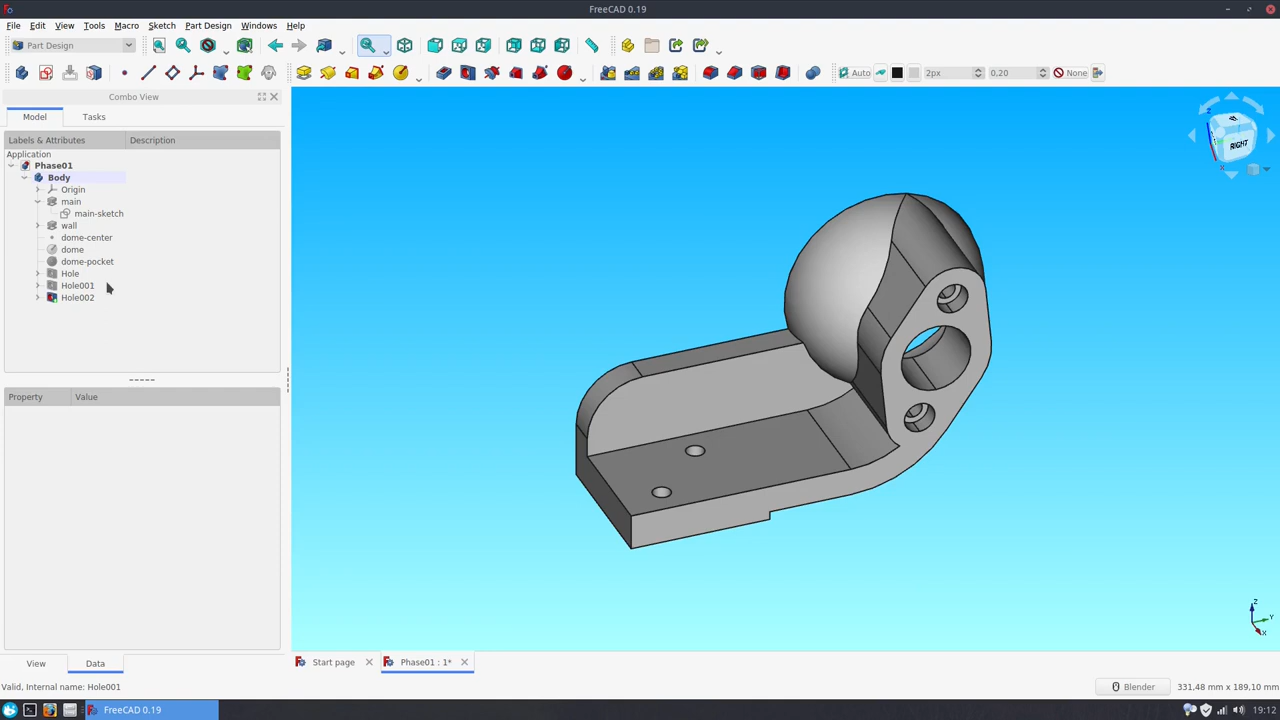 FreeCAD 0.19
File Edit View Tools Macro Sketch Part Design Windows Help
Part Design
Auto 2px 0,20 None
Combo View
Model Tasks
Labels & Attributes Description
Application
Phase01
Body
Origin
main
main-sketch
wall
dome-center
dome
dome-pocket
Hole
Hole001
Hole002
Property Value
View Data
Z
RIGHT
X
Z
Y
X
Start page Phase01 : 1*
Valid, Internal name: Hole001 Blender 331,48 mm x 189,10 mm
FreeCAD 0.19 19:12